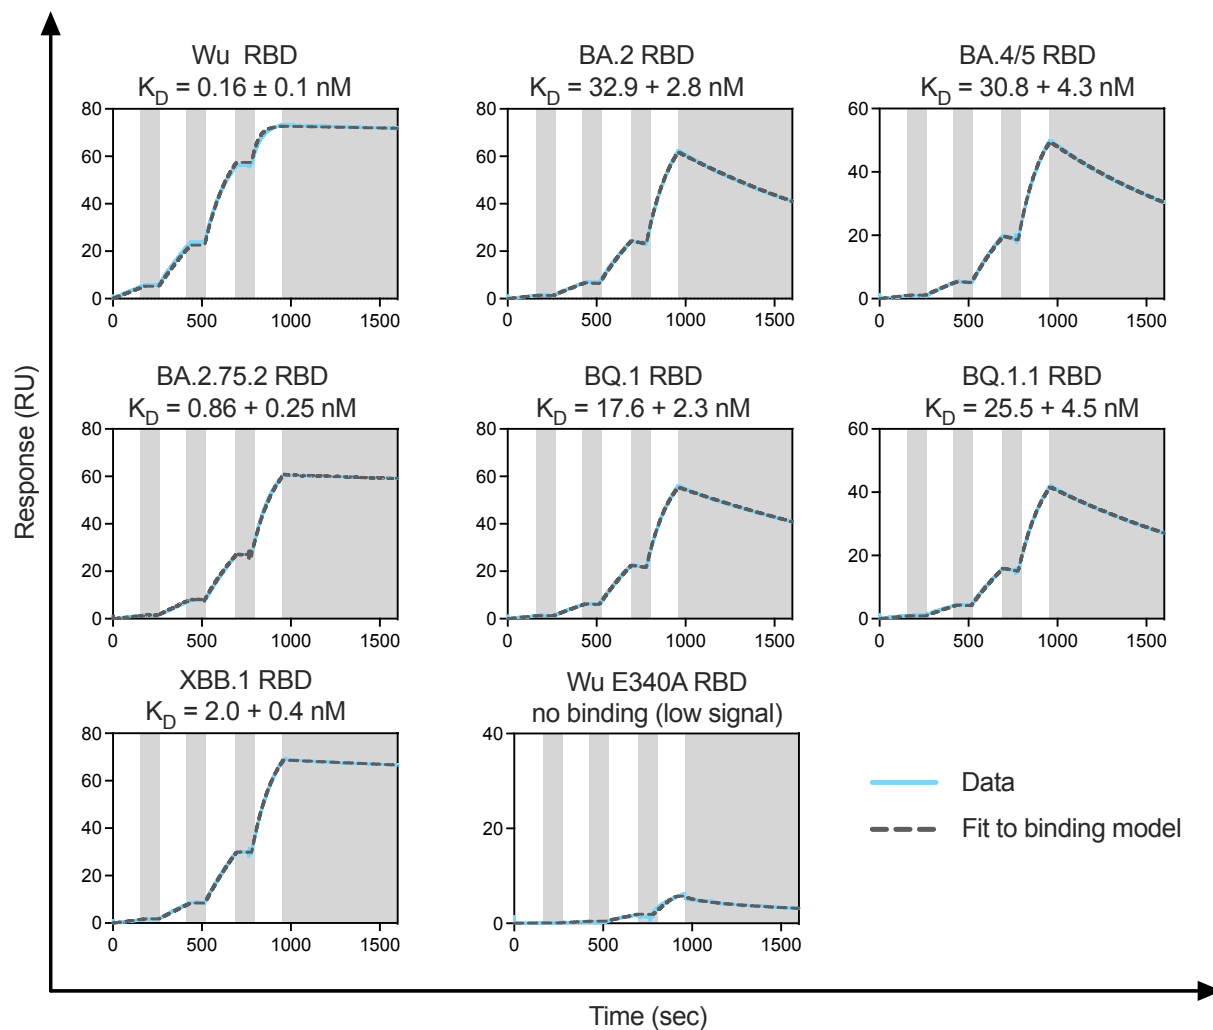 Wu RBD
K_D = 0.16 ± 0.1 nM
80
60
40
20
0
0 500 1000 1500
BA.2 RBD
K_D = 32.9 + 2.8 nM
80
60
40
20
0
0 500 1000 1500
BA.4/5 RBD
K_D = 30.8 + 4.3 nM
60
40
20
0
0 500 1000 1500
BA.2.75.2 RBD
K_D = 0.86 + 0.25 nM
80
60
40
20
0
0 500 1000 1500
BQ.1 RBD
K_D = 17.6 + 2.3 nM
80
60
40
20
0
0 500 1000 1500
BQ.1.1 RBD
K_D = 25.5 + 4.5 nM
60
40
20
0
0 500 1000 1500
XBB.1 RBD
K_D = 2.0 + 0.4 nM
80
60
40
20
0
0 500 1000 1500
Wu E340A RBD
no binding (low signal)
40
20
0
0 500 1000 1500
Data
Fit to binding model
Response (RU)
Time (sec)